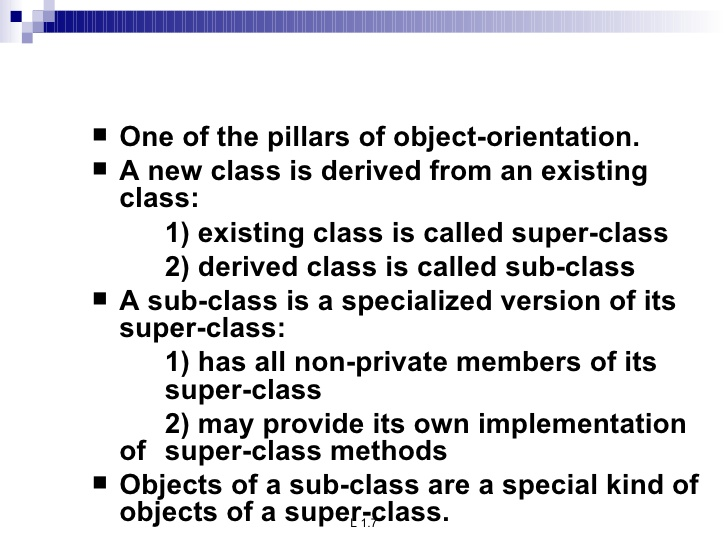 ■ One of the pillars of object-orientation.
■ A new class is derived from an existing
class:
1) existing class is called super-class
2) derived class is called sub-class
■ A sub-class is a specialized version of its
super-class:
1) has all non-private members of its
super-class
2) may provide its own implementation
of super-class methods
■ Objects of a sub-class are a special kind of
objects of a super-class.
L 1.7